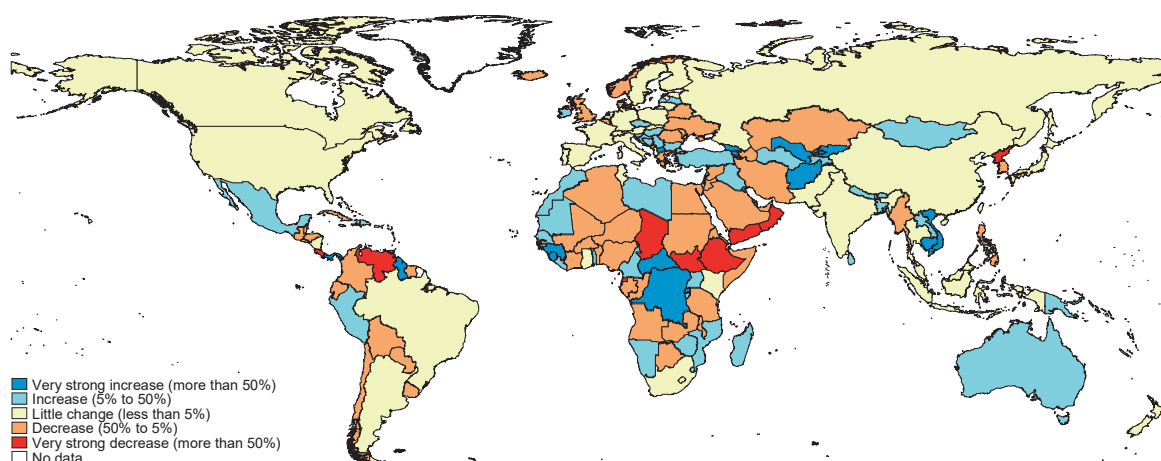 Very strong increase (more than 50%)
Increase (5% to 50%)
Little change (less than 5%)
Decrease (50% to 5%)
Very strong decrease (more than 50%)
No data